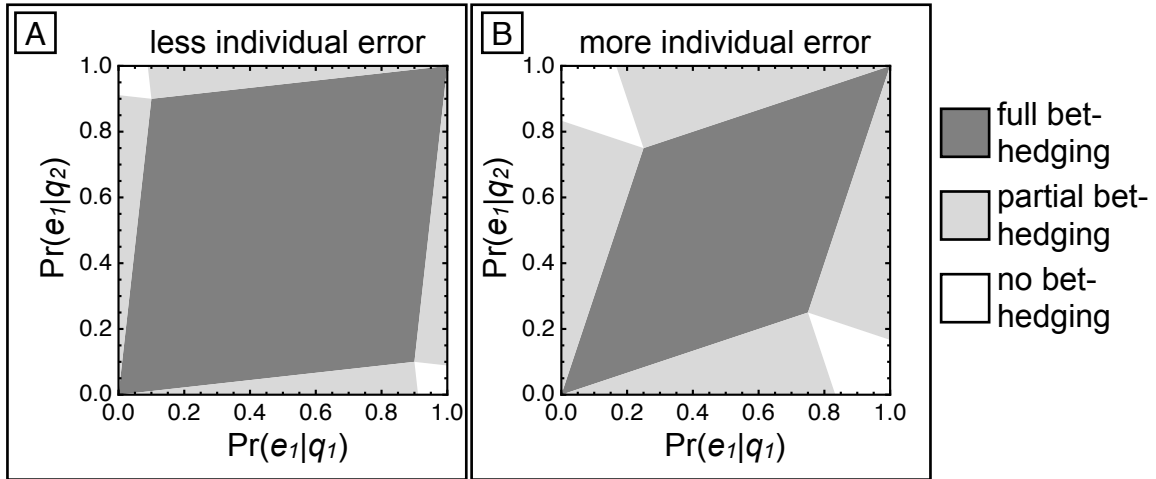 A
less individual error
1.0
0.8
0.6
0.4
0.2
0.0
Pr(e1|q2)
0.0 0.2 0.4 0.6 0.8 1.0
Pr(e1|q1)
B
more individual error
1.0
0.8
0.6
0.4
0.2
0.0
Pr(e1|q2)
0.0 0.2 0.4 0.6 0.8 1.0
Pr(e1|q1)
full bet-
hedging
partial bet-
hedging
no bet-
hedging